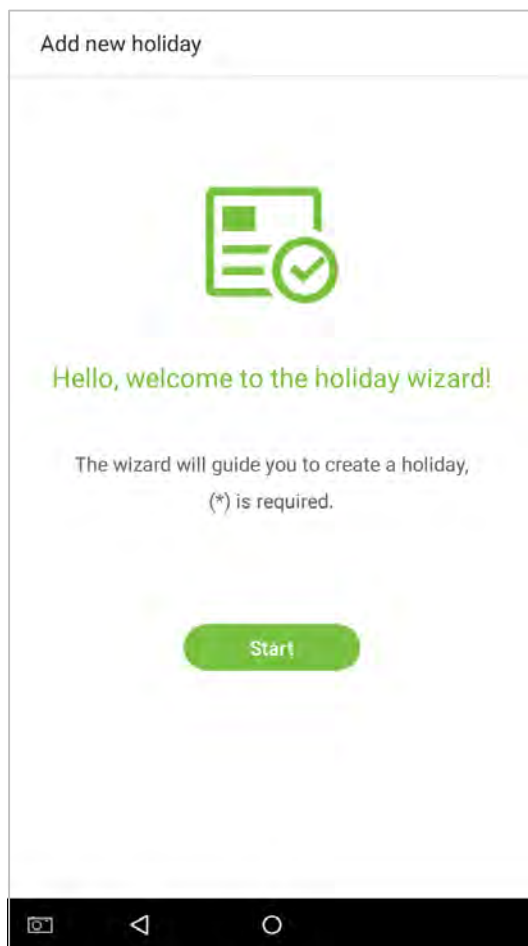 Add new holiday
Hello, welcome to the holiday wizard!
The wizard will guide you to create a holiday,
(*) is required.
Start